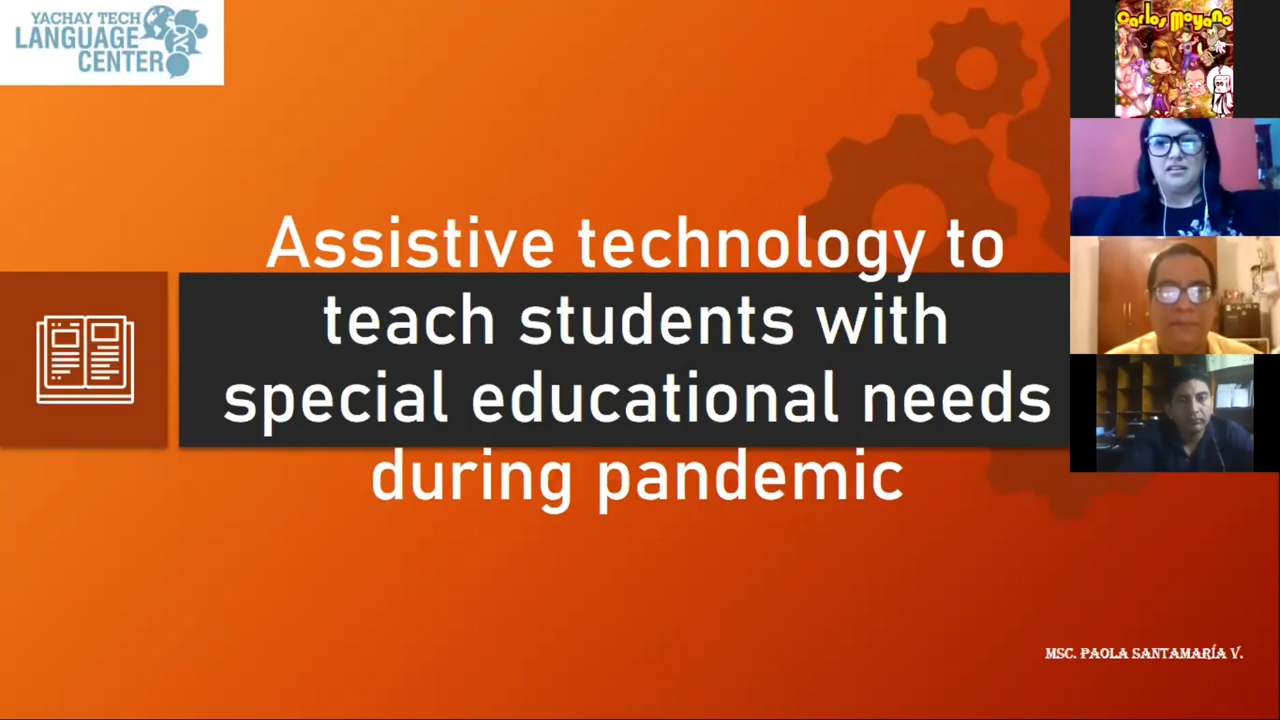 YACHAY TECH
LANGUAGE
CENTER
Carlos Moyano
Assistive technology to
teach students with
special educational needs
during pandemic
MSC. PAOLA SANTAMARÍA V.